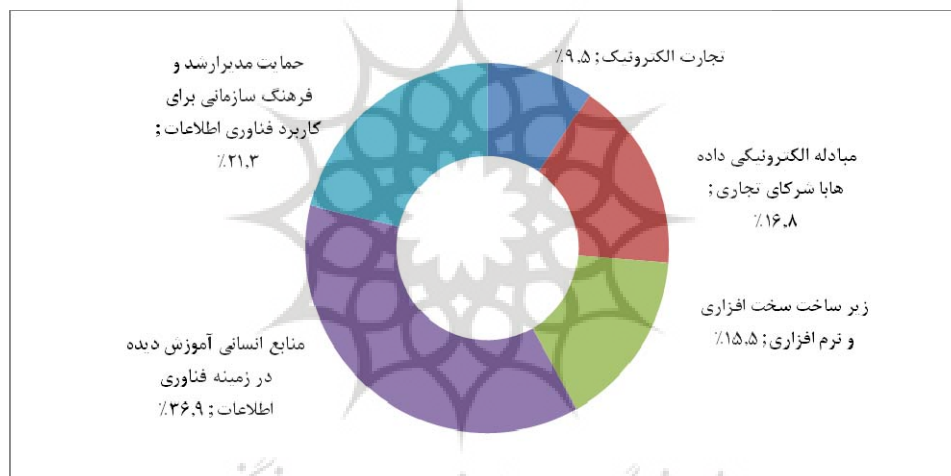 تجارت الکترونیک; ٪۹,۵
مبادله الکترونیکی داده
هابا شرکای تجاری;
٪۱۶,۸
زیر ساخت سخت افزاری
و نرم افزاری; ٪۱۵,۵
منابع انسانی آموزش دیده
در زمینه فناوری
اطلاعات; ٪۳۶,۹
حمایت مدیرارشد و
فرهنگ سازمانی برای
کاربرد فناوری اطلاعات;
٪۲۱,۳